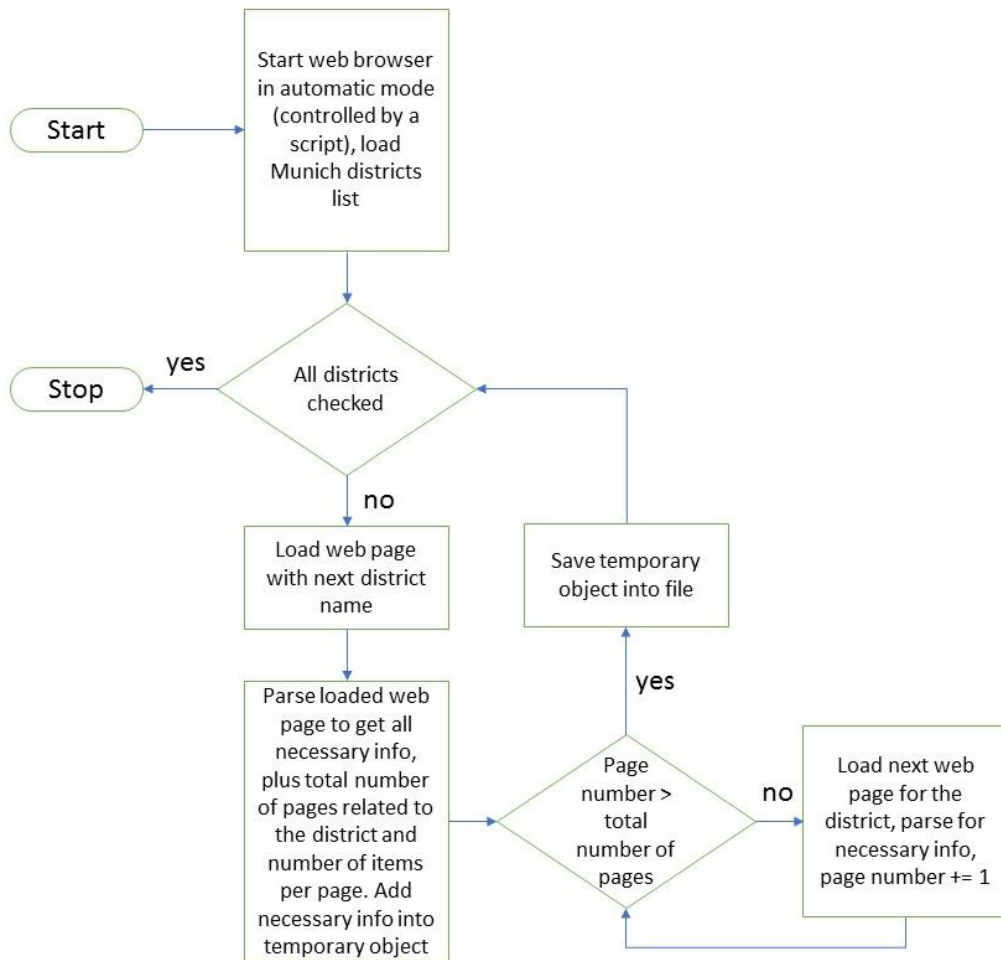 Start web browser
in automatic mode
(controlled by a
script), load
Munich districts
list
Start
yes
Stop
All districts
checked
no
Load web page
with next district
name
Save temporary
object into file
yes
Parse loaded web
page to get all
necessary info,
plus total number
of pages related to
the district and
number of items
per page. Add
necessary info into
temporary object
Page
number >
total
number of
pages
no
Load next web
page for the
district, parse for
necessary info,
page number += 1